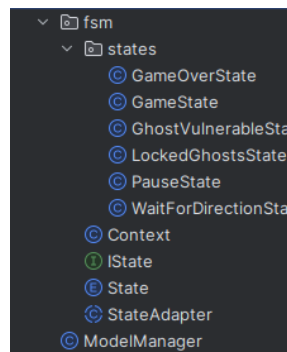 fsm
states
GameOverState
GameState
GhostVulnerableSta
LockedGhostsState
PauseState
WaitForDirectionSta
Context
IState
State
StateAdapter
ModelManager